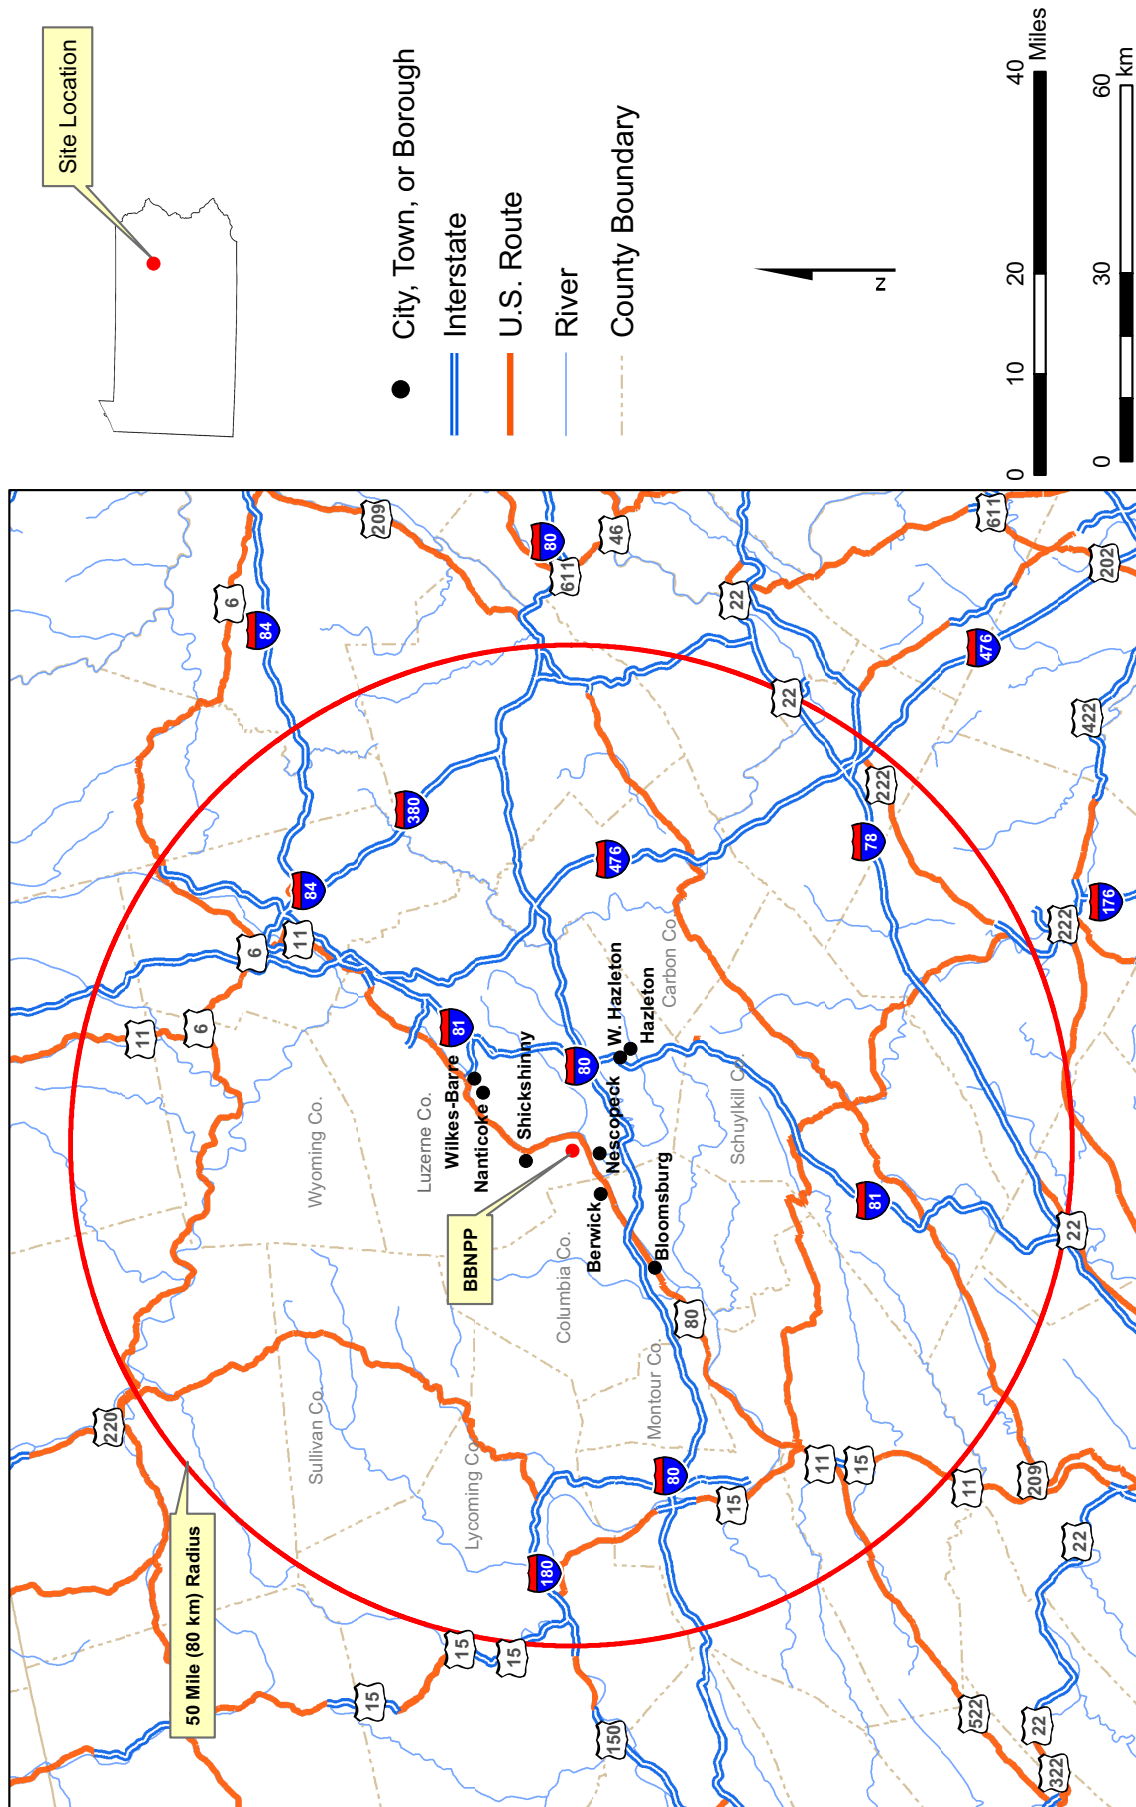 Site Location
City, Town, or Borough
Interstate
U.S. Route
River
County Boundary
N
0 10 20 40 Miles
0 30 60 km
50 Mile (80 km) Radius
BBNPP
Wyoming Co.
Luzerne Co.
Sullivan Co.
Lycoming Co.
Columbia Co.
Montour Co.
Schuylkill Co.
Carbon Co.
Wilkes-Barre
Nanticoke
Shickshinny
Nescopeck
Berwick
Bloomsburg
W. Hazleton
Hazleton
220
11
6
6
11
84
6
84
209
380
81
476
80
80
611
46
22
22
611
202
476
422
222
78
222
176
81
22
80
80
15
11
15
11
209
180
15
15
15
150
522
22
322
22